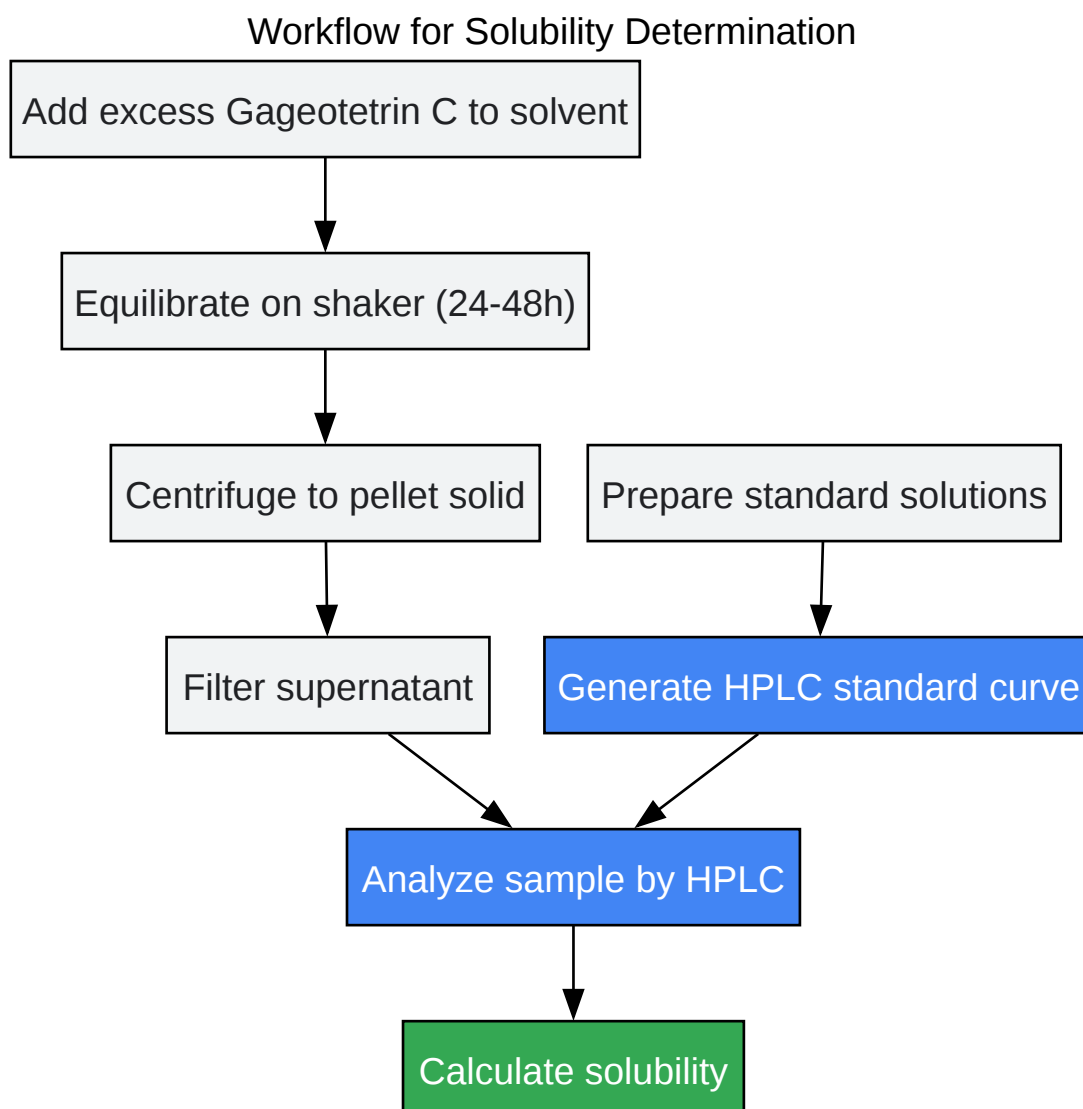 Workflow for Solubility Determination
Add excess Gageotetrin C to solvent
Equilibrate on shaker (24-48h)
Centrifuge to pellet solid
Prepare standard solutions
Filter supernatant
Generate HPLC standard curve
Analyze sample by HPLC
Calculate solubility